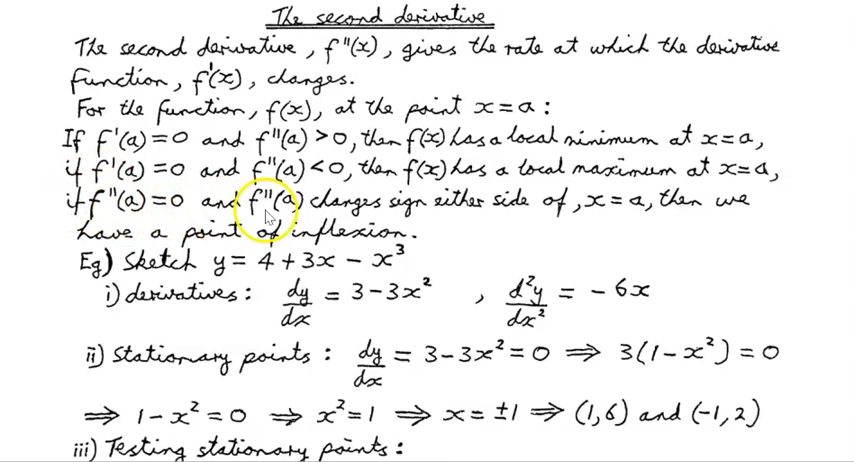 The second derivative
The second derivative, f''(x), gives the rate at which the derivative
function, f'(x), changes.
For the function, f(x), at the point x=a:
If f'(a)=0 and f''(a)>0, then f(x) has a local minimum at x=a,
if f'(a)=0 and f''(a)<0, then f(x) has a local maximum at x=a,
if f''(a)=0 and f''(a) changes sign either side of, x=a, then we
have a point of inflexion.
Eg) Sketch y = 4 + 3x − x³
i) derivatives: dy/dx = 3−3x² , d²y/dx² = −6x
ii) Stationary points: dy/dx = 3−3x² = 0 ⇒ 3(1−x²) = 0
⇒ 1−x² = 0 ⇒ x² = 1 ⇒ x = ±1 ⇒ (1,6) and (-1,2)
iii) Testing stationary points: